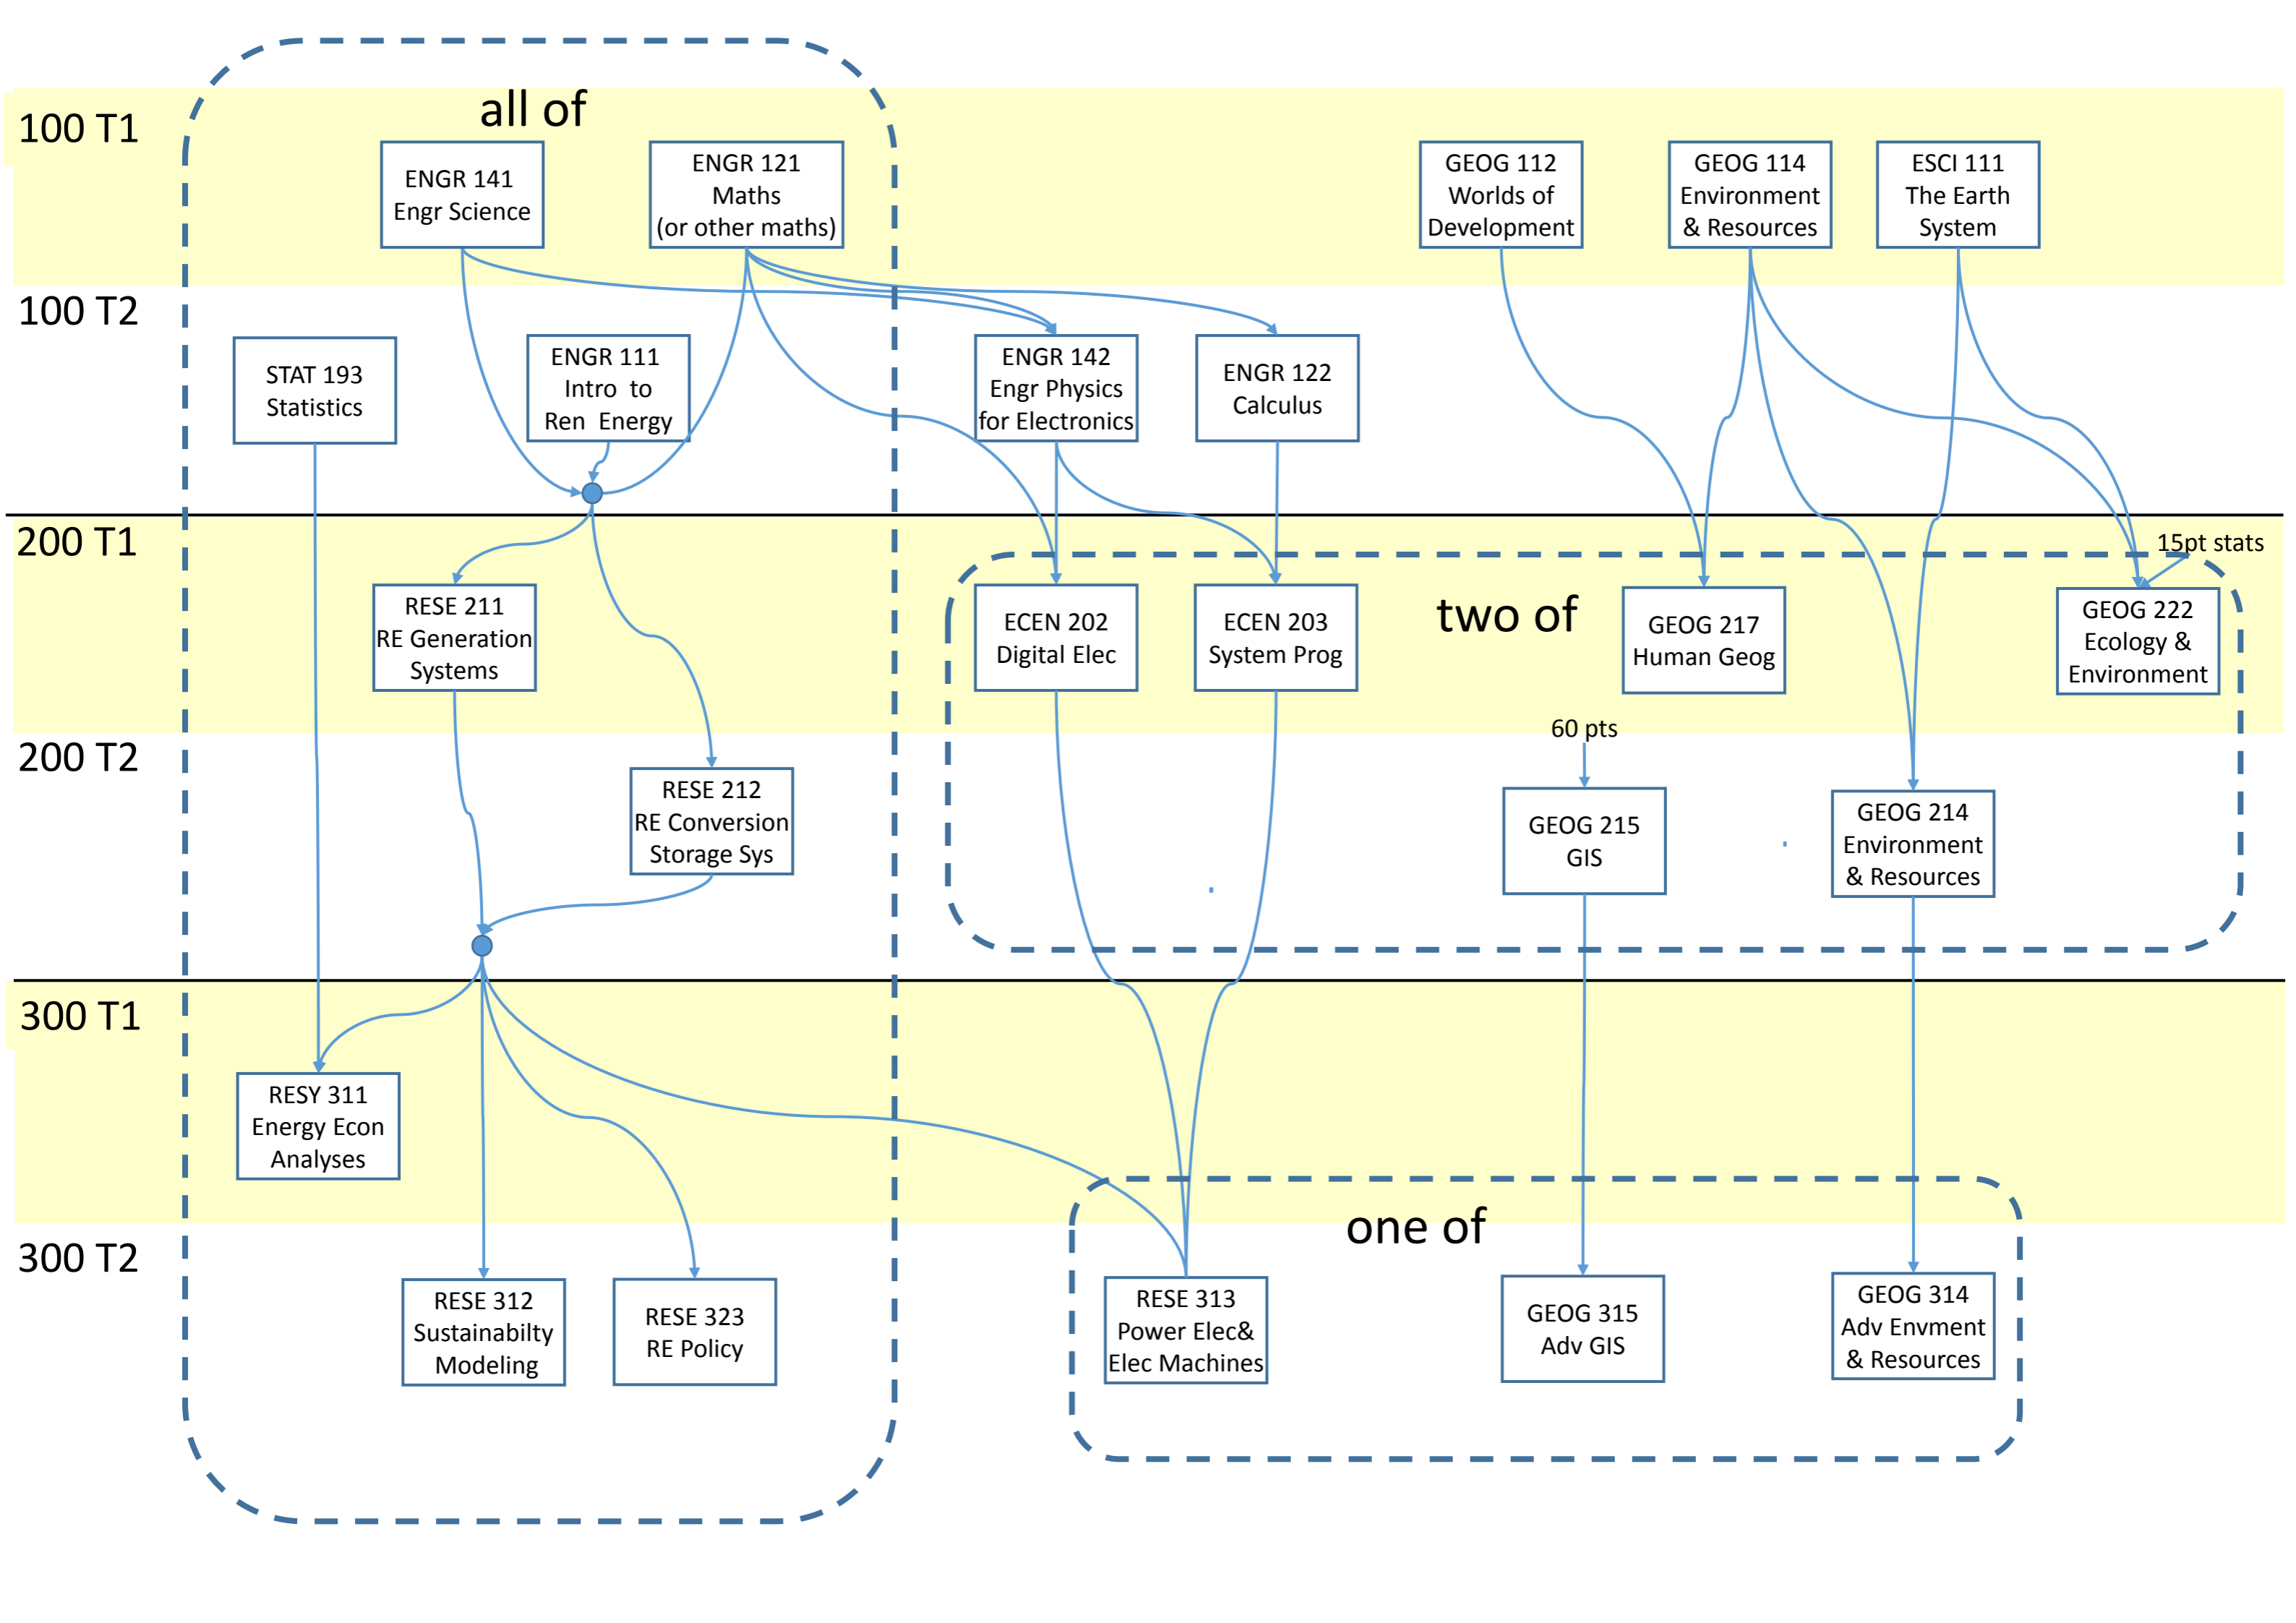 all of
100 T1
ENGR 141
Engr Science
ENGR 121
Maths
(or other maths)
GEOG 112
Worlds of
Development
GEOG 114
Environment
& Resources
ESCI 111
The Earth
System
100 T2
STAT 193
Statistics
ENGR 111
Intro to
Ren Energy
ENGR 142
Engr Physics
for Electronics
ENGR 122
Calculus
200 T1
15pt stats
two of
RESE 211
RE Generation
Systems
ECEN 202
Digital Elec
ECEN 203
System Prog
GEOG 217
Human Geog
GEOG 222
Ecology &
Environment
60 pts
200 T2
RESE 212
RE Conversion
Storage Sys
GEOG 215
GIS
GEOG 214
Environment
& Resources
300 T1
RESY 311
Energy Econ
Analyses
one of
300 T2
RESE 312
Sustainabilty
Modeling
RESE 323
RE Policy
RESE 313
Power Elec&
Elec Machines
GEOG 315
Adv GIS
GEOG 314
Adv Envment
& Resources